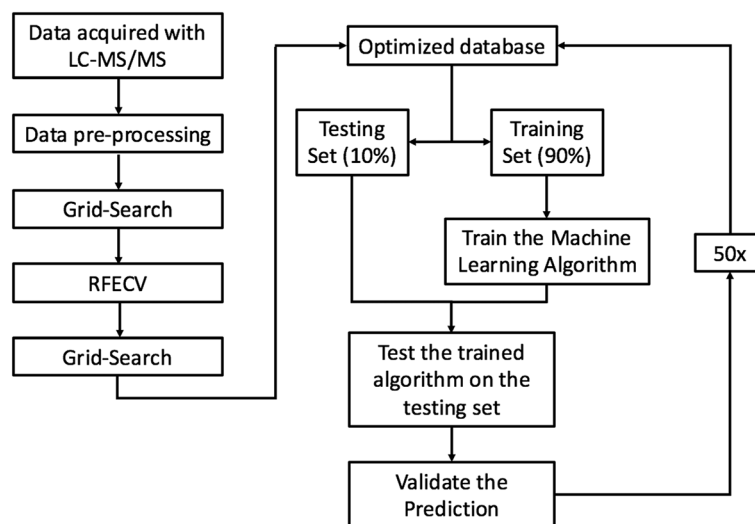 Data acquired with
LC-MS/MS
Data pre-processing
Grid-Search
RFECV
Grid-Search
Optimized database
Testing
Set (10%)
Training
Set (90%)
Train the Machine
Learning Algorithm
50x
Test the trained
algorithm on the
testing set
Validate the
Prediction